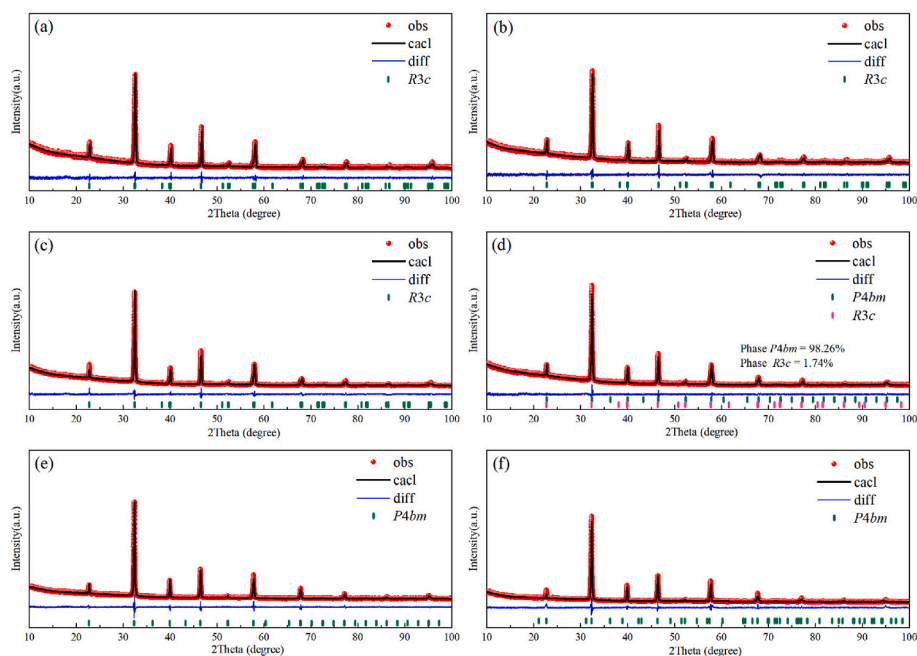 (a)
obs
cacl
diff
R3c
Intensity(a.u.)
10 20 30 40 50 60 70 80 90 100
2Theta (degree)
(b)
obs
cacl
diff
R3c
Intensity(a.u.)
10 20 30 40 50 60 70 80 90 100
2Theta (degree)
(c)
obs
cacl
diff
R3c
Intensity(a.u.)
10 20 30 40 50 60 70 80 90 100
2Theta (degree)
(d)
obs
cacl
diff
P4bm
R3c
Phase P4bm = 98.26%
Phase R3c = 1.74%
Intensity(a.u.)
10 20 30 40 50 60 70 80 90 100
2Theta (degree)
(e)
obs
cacl
diff
P4bm
Intensity(a.u.)
10 20 30 40 50 60 70 80 90 100
2Theta (degree)
(f)
obs
cacl
diff
P4bm
Intensity(a.u.)
10 20 30 40 50 60 70 80 90 100
2Theta (degree)